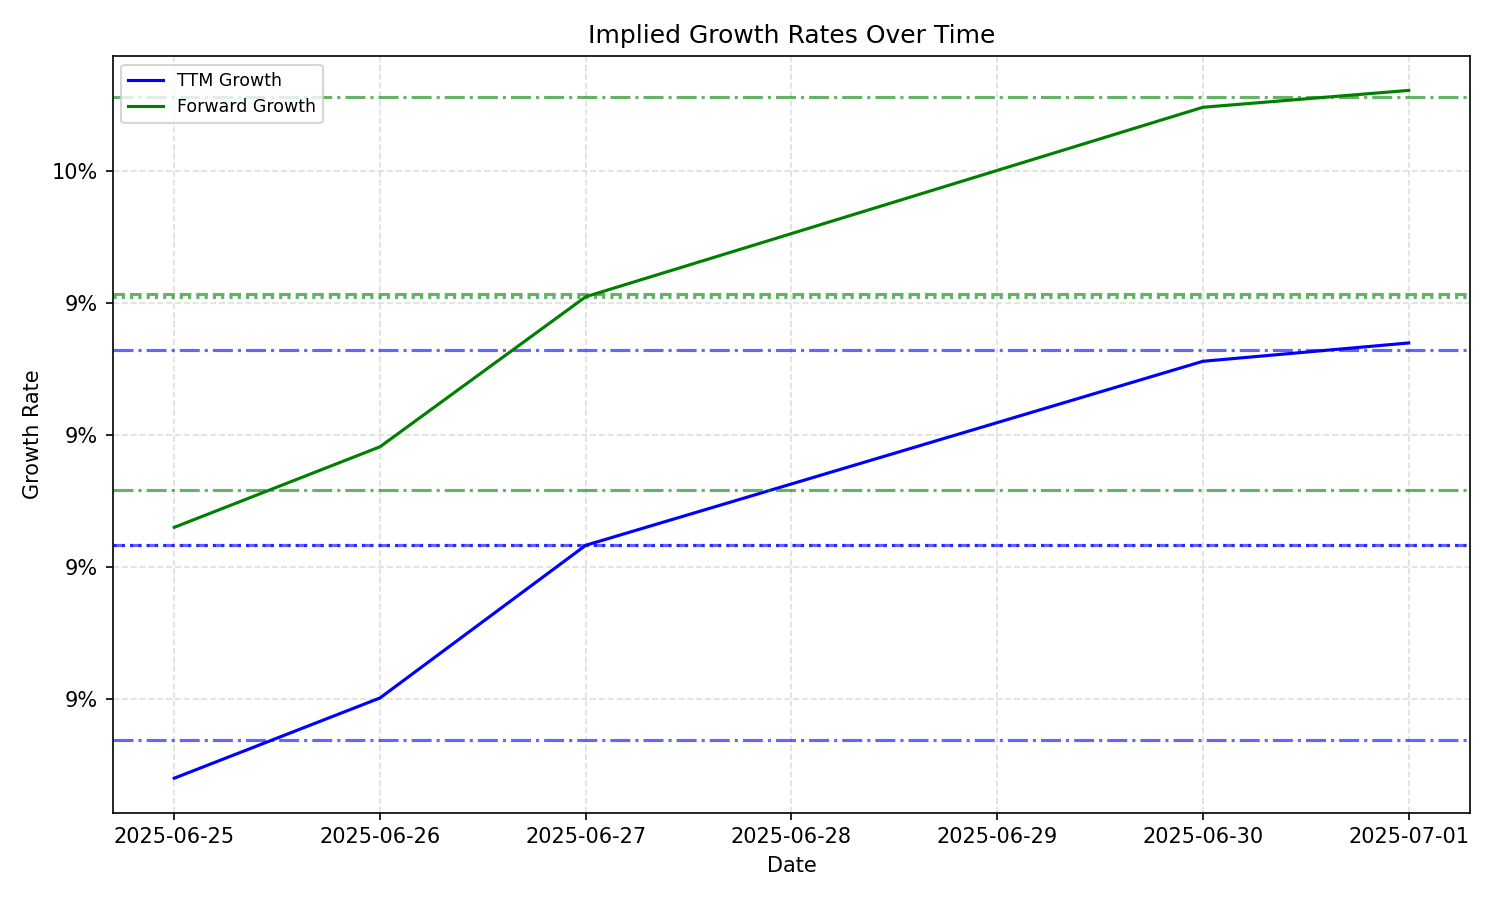 Implied Growth Rates Over Time
TTM Growth
Forward Growth
10%
9%
9%
9%
9%
Growth Rate
2025-06-25 2025-06-26 2025-06-27 2025-06-28 2025-06-29 2025-06-30 2025-07-01
Date